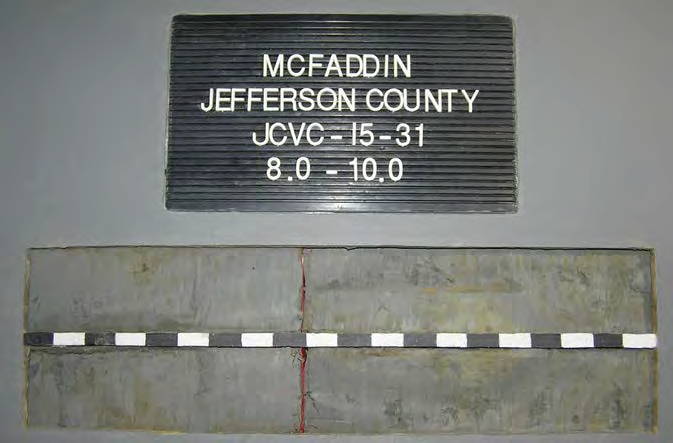 MCFADDIN
JEFFERSON COUNTY
JCVC-15-31
8.0 - 10.0